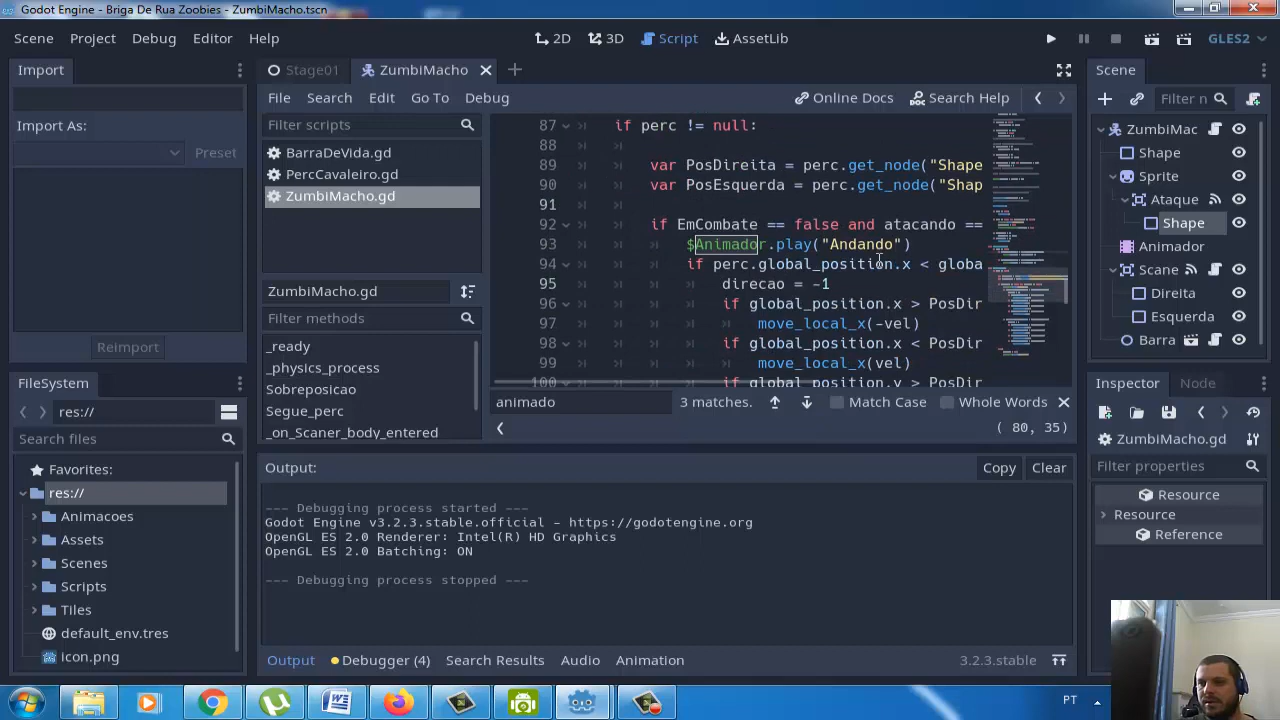 Godot Engine - Briga De Rua Zoobies - ZumbiMacho.tscn
Scene Project Debug Editor Help
2D 3D Script AssetLib
GLES2
Import
Import As:
Preset
Reimport
FileSystem
res://
Search files
Favorites:
res://
Animacoes
Assets
Scenes
Scripts
Tiles
default_env.tres
icon.png
Stage01 ZumbiMacho
File Search Edit Go To Debug
Online Docs Search Help
Filter scripts
BarraDeVida.gd
PercCavaleiro.gd
ZumbiMacho.gd
ZumbiMacho.gd
Filter methods
_ready
_physics_process
Sobreposicao
Segue_perc
_on_Scaner_body_entered
87 if perc != null:
88
89 var PosDiriita = perc.get_node("Shape
90 var PosEsquerda = perc.get_node("Shap
91
92 if EmCombate == false and atacando ==
93 $Animador.play("Andando")
94 if perc.global_position.x < globa
95 direcao = -1
96 if global_position.x > PosDir
97 move_local_x(-vel)
98 if global_position.x < PosDir
99 move_local_x(vel)
100 if global_position.y > PosDir
animado
3 matches.
Match Case
Whole Words
( 80, 35)
Output:
Copy Clear
--- Debugging process started ---
Godot Engine v3.2.3.stable.official - https://godotengine.org
OpenGL ES 2.0 Renderer: Intel(R) HD Graphics
OpenGL ES 2.0 Batching: ON
--- Debugging process stopped ---
Output Debugger (4) Search Results Audio Animation
3.2.3.stable
Scene
Filter n
ZumbiMac
Shape
Sprite
Ataque
Shape
Animador
Scane
Direit
Esquerda
Barra
Inspector Node
ZumbiMacho.gd
Filter properties
Resource
Resource
Reference
PT